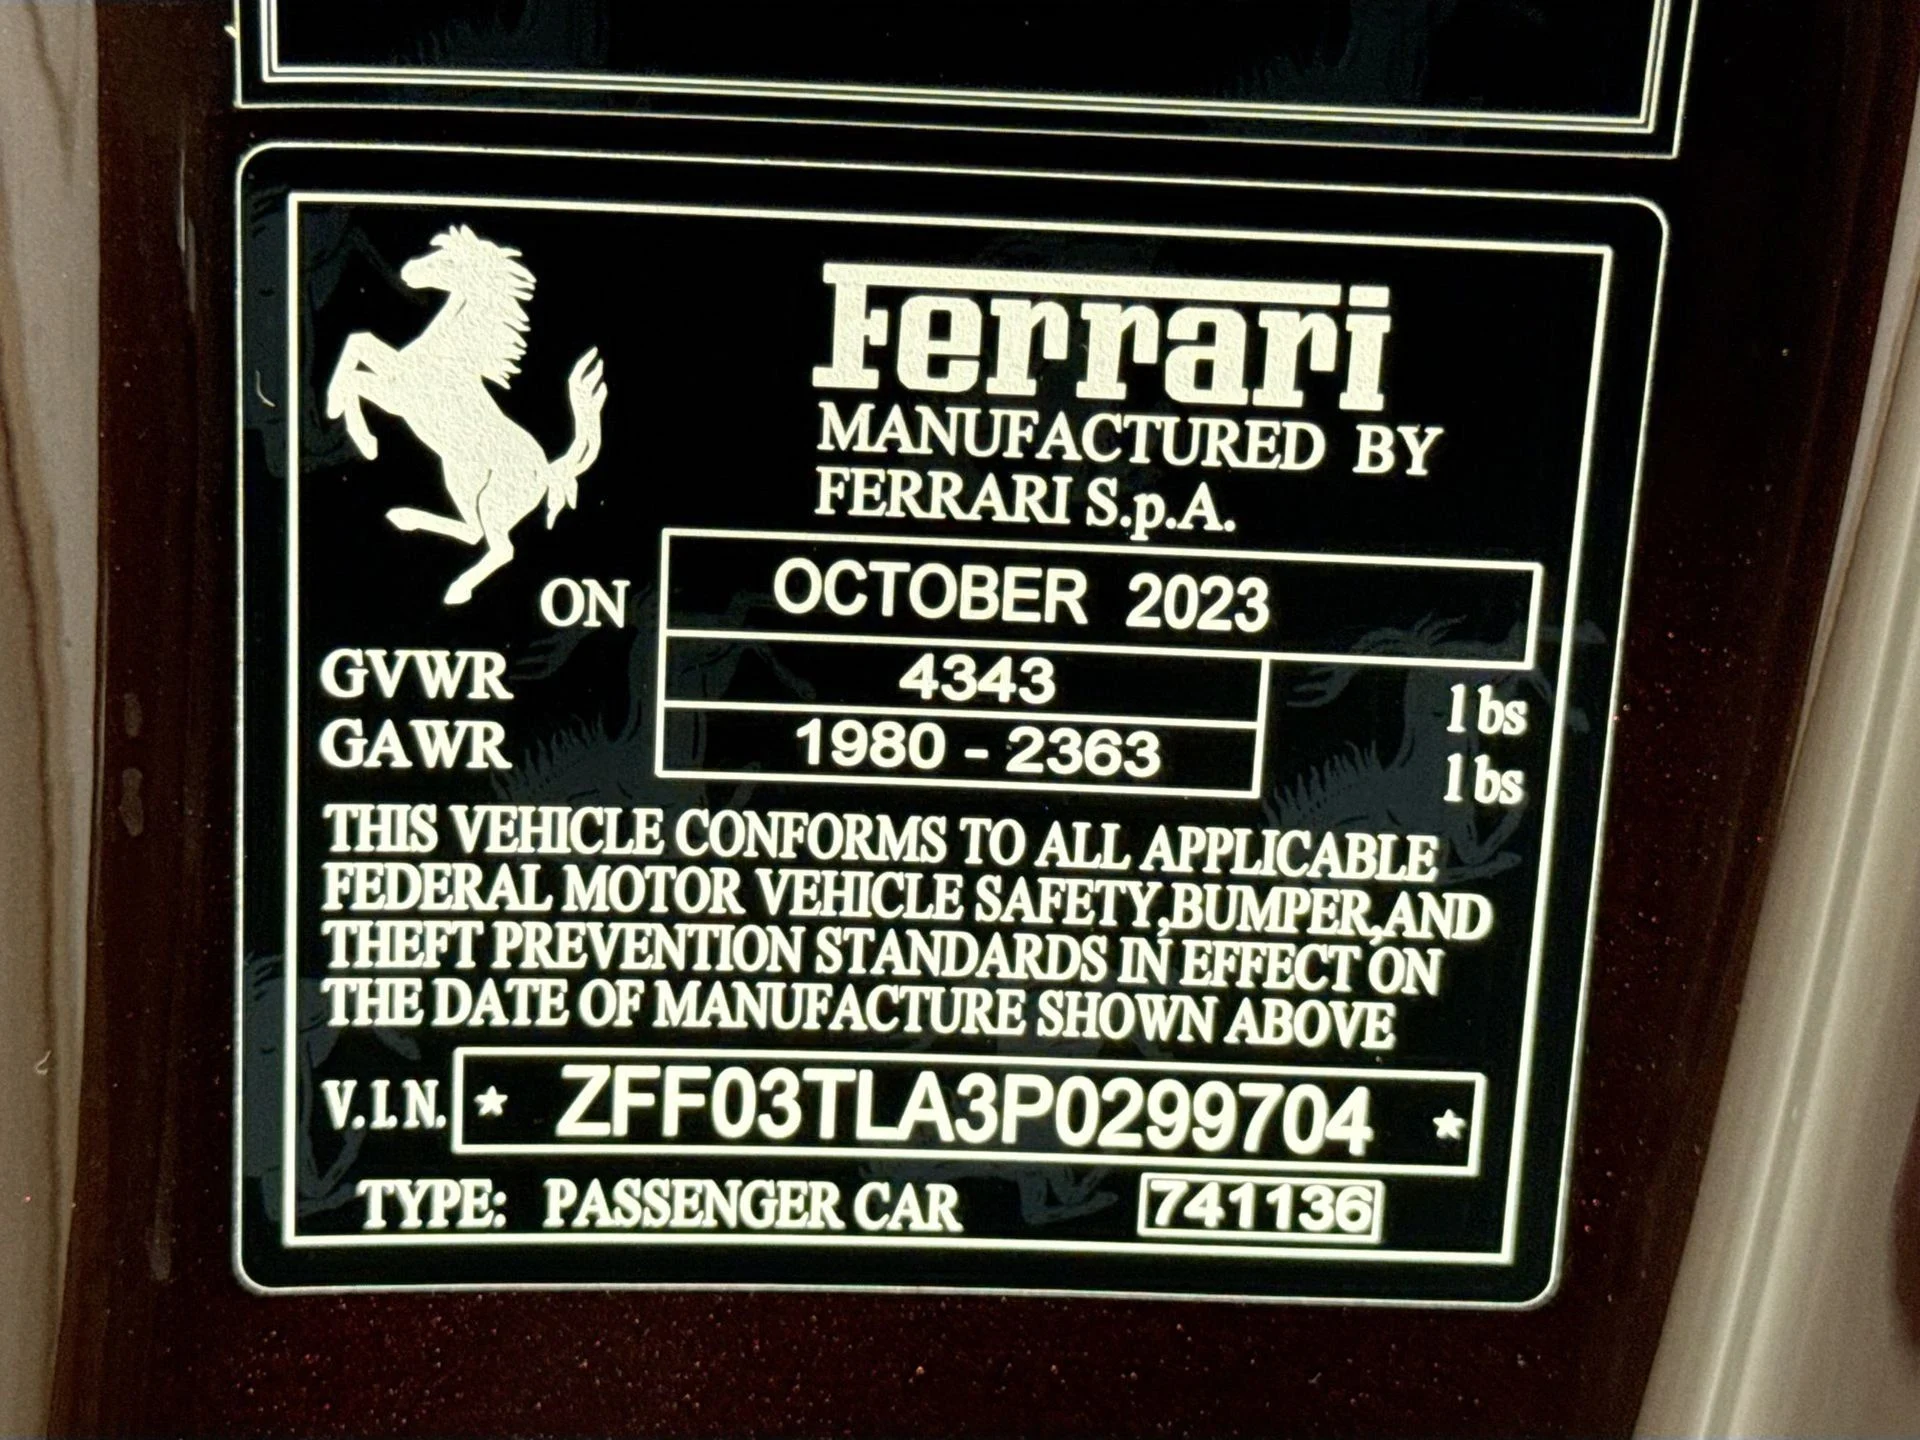 Ferrari
MANUFACTURED BY
FERRARI S.p.A.
ON OCTOBER 2023
GVWR 4343 lbs
GAWR 1980 - 2363 lbs
THIS VEHICLE CONFORMS TO ALL APPLICABLE
FEDERAL MOTOR VEHICLE SAFETY,BUMPER,AND
THEFT PREVENTION STANDARDS IN EFFECT ON
THE DATE OF MANUFACTURE SHOWN ABOVE
V.I.N. * ZFF03TLA3P0299704 *
TYPE: PASSENGER CAR 741136